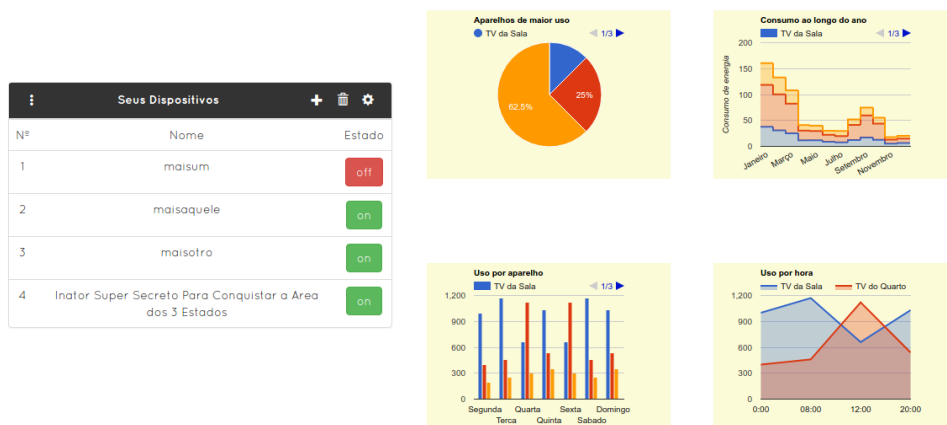 Seus Dispositivos
Nº Nome Estado
1 maisum off
2 maisaquele on
3 maisotro on
4 Inator Super Secreto Para Conquistar a Area on
dos 3 Estados
Aparelhos de maior uso
TV da Sala 1/3
25%
62.5%
Consumo ao longo do ano
TV da Sala 1/3
Consumo de energia
200
150
100
50
0
Janeiro Março Maio Julho Setembro Novembro
Uso por aparelho
TV da Sala 1/3
1,200
900
600
300
0
Segunda Quarta Sexta Domingo
Terca Quinta Sabado
Uso por hora
TV da Sala TV do Quarto
1,200
900
600
300
0
0:00 08:00 12:00 20:00